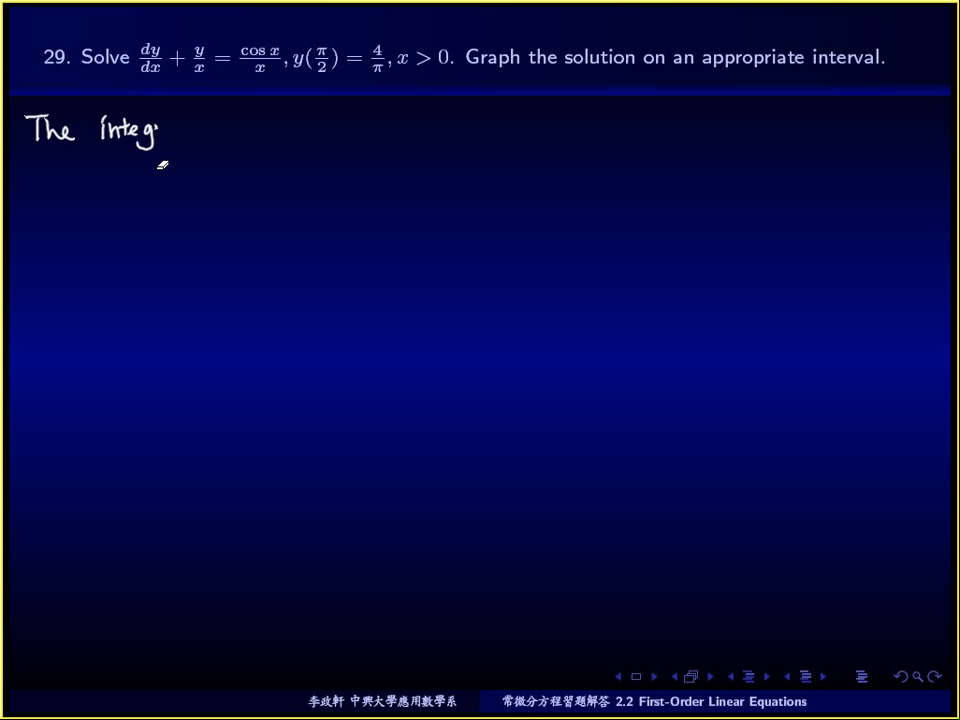 29. Solve dy/dx + y/x = cos x/x, y(π/2) = 4/π, x > 0. Graph the solution on an appropriate interval.
The integ
李政軒 中興大學應用數學系 常微分方程習題解答 2.2 First-Order Linear Equations